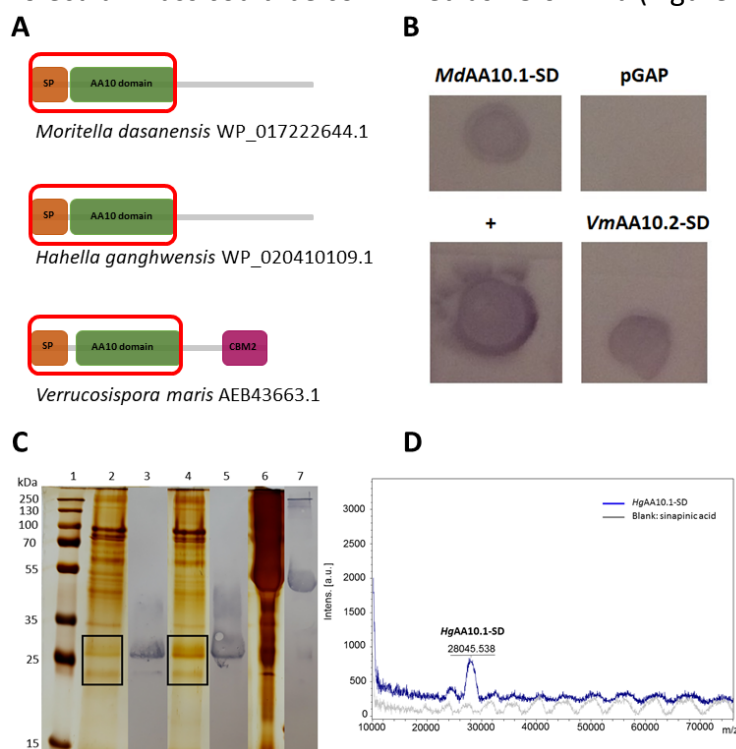 A
SP AA10 domain
Moritella dasanensis WP_017222644.1
SP AA10 domain
Hahella ganghwensis WP_020410109.1
SP AA10 domain CBM2
Verrucosispora maris AEB43663.1
B
MdAA10.1-SD pGAP
+ VmAA10.2-SD
C
kDa 1 2 3 4 5 6 7
250
130
100
70
55
35
25
15
D
HgAA10.1-SD
Blank: sinapinic acid
Intens. [a.u.]
3000
2500
2000
1500
1000
500
0
HgAA10.1-SD
28045.538
10000 20000 30000 40000 50000 60000 70000 m/z